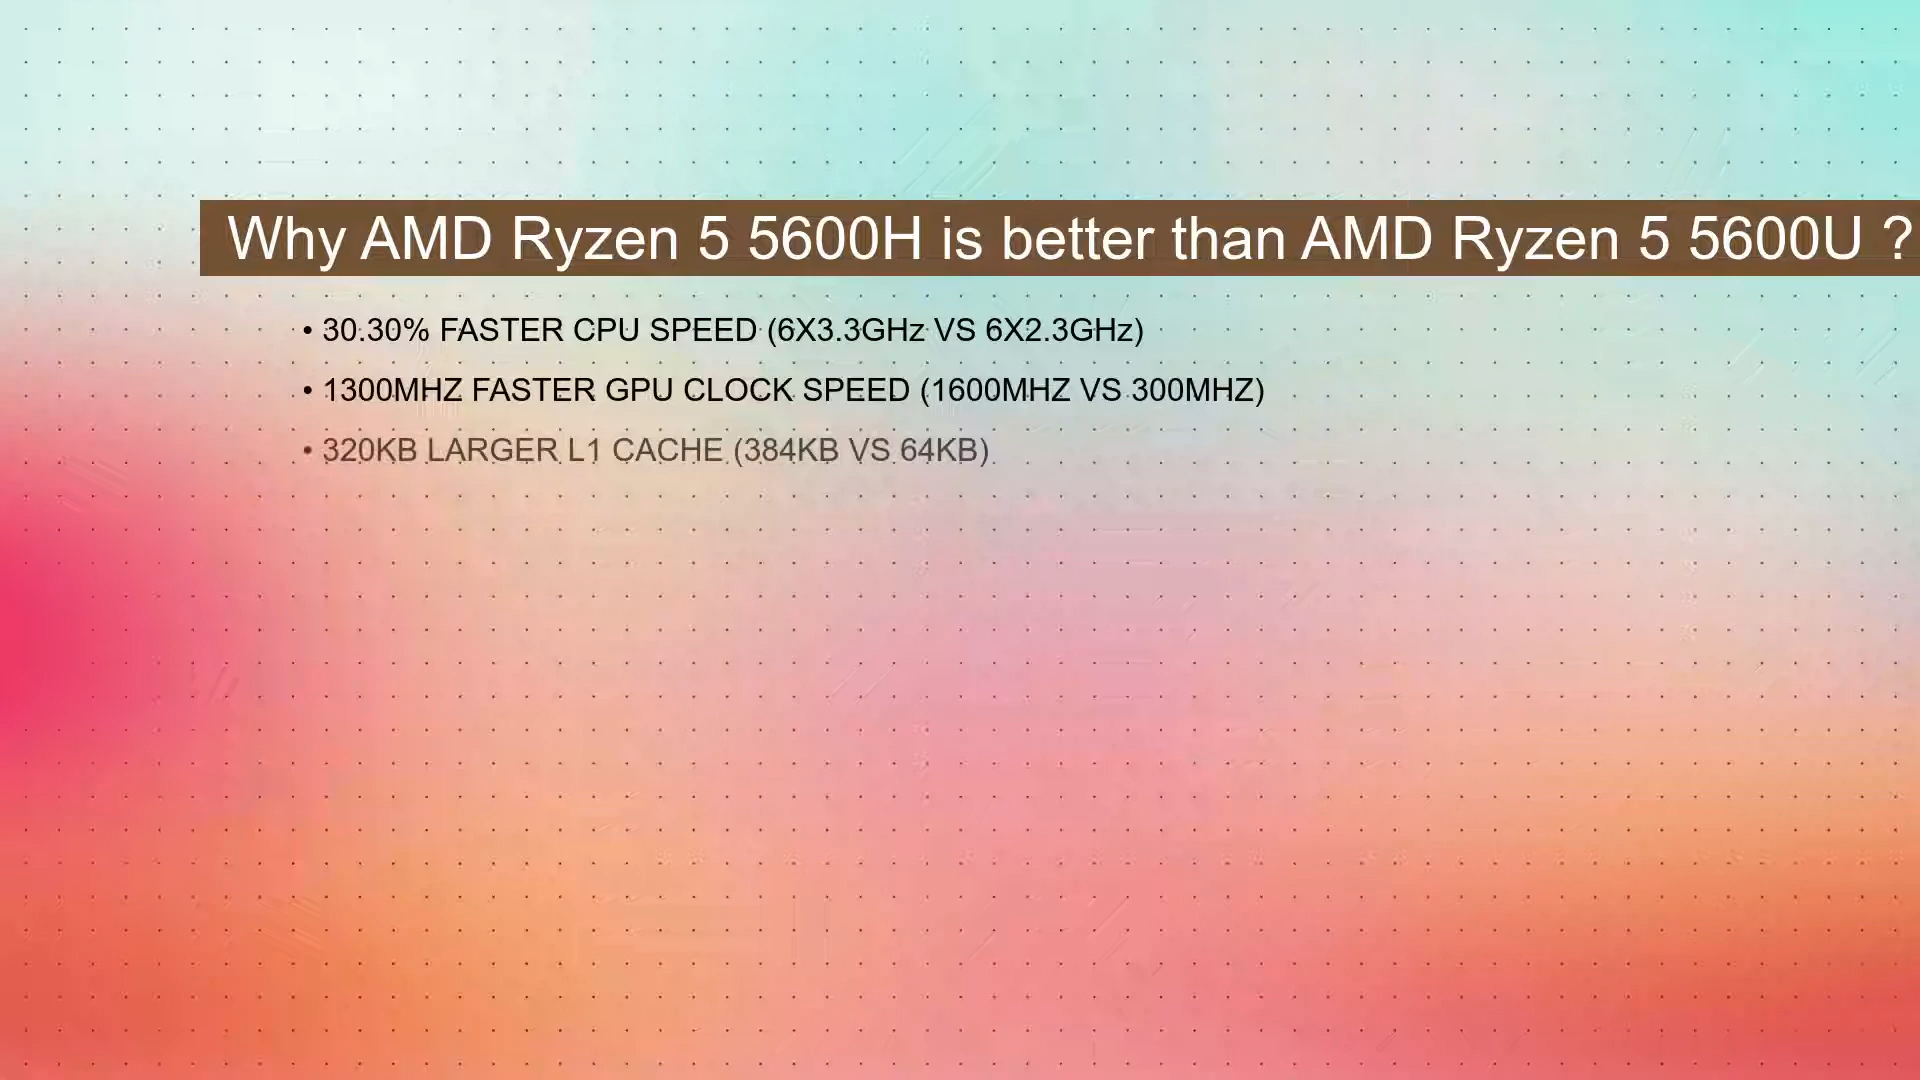 Why AMD Ryzen 5 5600H is better than AMD Ryzen 5 5600U ?
• 30.30% FASTER CPU SPEED (6X3.3GHz VS 6X2.3GHz)
• 1300MHZ FASTER GPU CLOCK SPEED (1600MHZ VS 300MHZ)
• 320KB LARGER L1 CACHE (384KB VS 64KB)